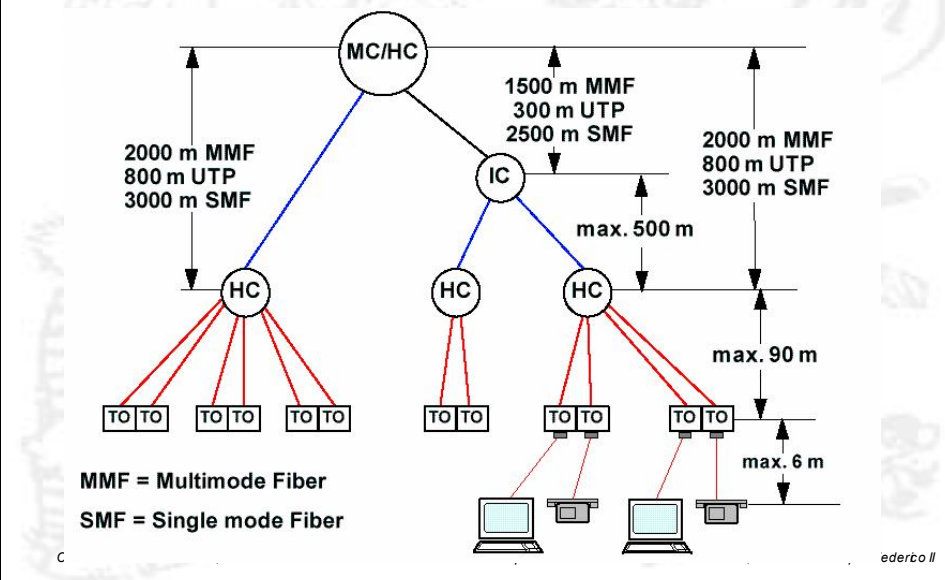 MC/HC
1500 m MMF
300 m UTP
2500 m SMF
2000 m MMF
800 m UTP
3000 m SMF
2000 m MMF
800 m UTP
3000 m SMF
IC
max. 500 m
HC
HC
HC
max. 90 m
TO TO
TO TO
TO TO
TO TO
TO TO
TO TO
max. 6 m
MMF = Multimode Fiber
SMF = Single mode Fiber
II